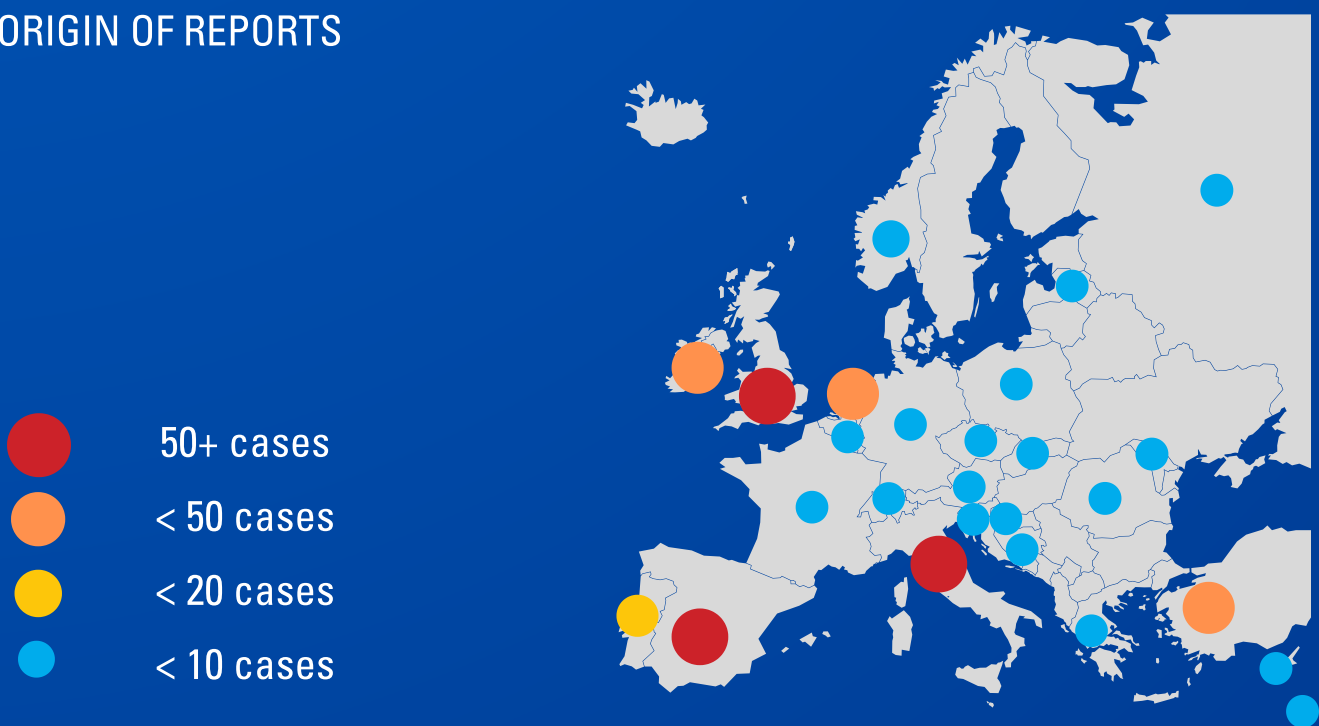 ORIGIN OF REPORTS
50+ cases
< 50 cases
< 20 cases
< 10 cases